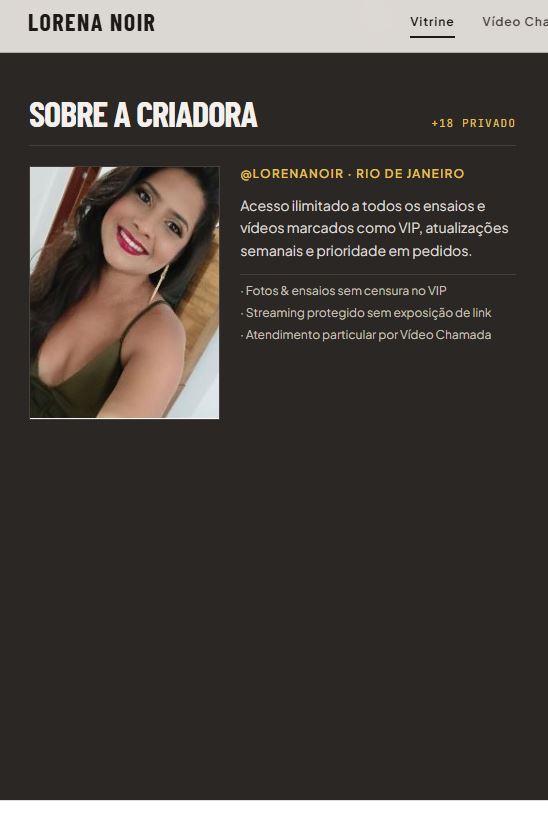 LORENA NOIR
Vitrine
Vídeo Cha
SOBRE A CRIADORA
+18 PRIVADO
@LORENANOIR · RIO DE JANEIRO
Acesso ilimitado a todos os ensaios e
vídeos marcados como VIP, atualizações
semanais e prioridade em pedidos.
· Fotos & ensaios sem censura no VIP
· Streaming protegido sem exposição de link
· Atendimento particular por Vídeo Chamada